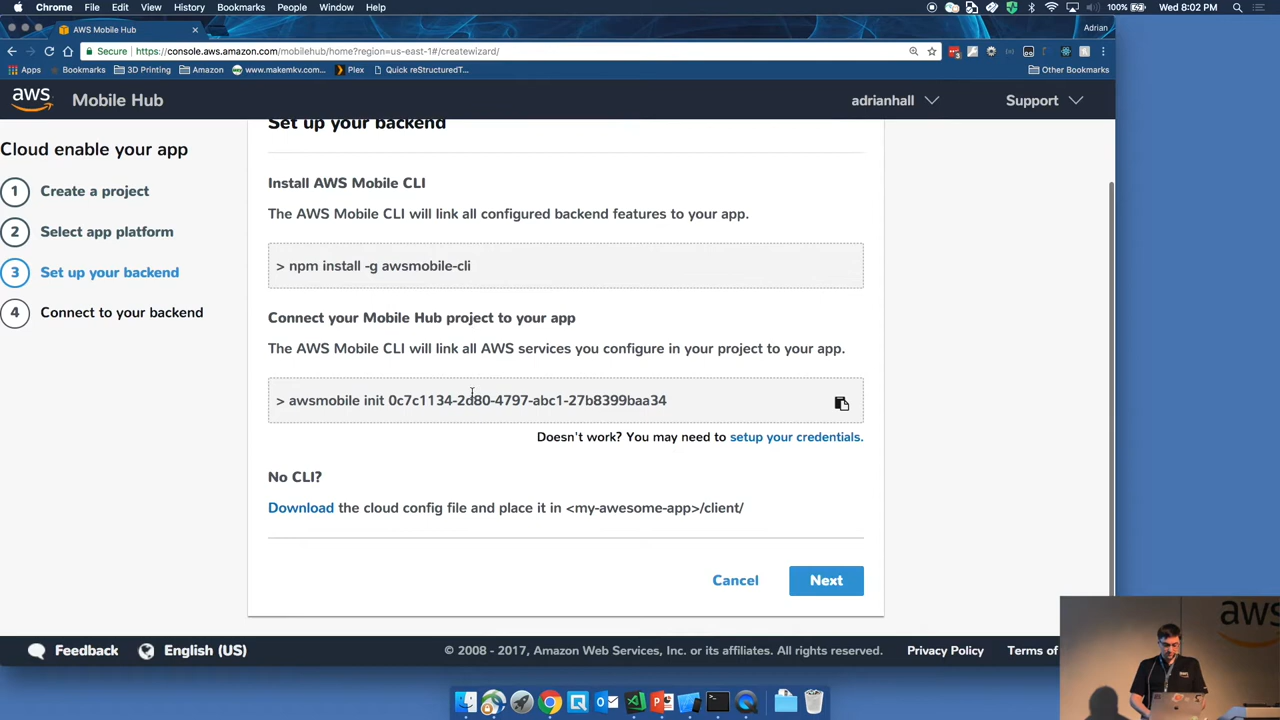 Chrome File Edit View History Bookmarks People Window Help
100% Wed 8:02 PM
AWS Mobile Hub
Adrian
Secure https://console.aws.amazon.com/mobilehub/home?region=us-east-1#/createwizard/
Apps Bookmarks 3D Printing Amazon www.makemkv.com... Plex Quick reStructuredT... Other Bookmarks
aws Mobile Hub adrianhall Support
Cloud enable your app
1 Create a project
2 Select app platform
3 Set up your backend
4 Connect to your backend
Set up your backend
Install AWS Mobile CLI
The AWS Mobile CLI will link all configured backend features to your app.
> npm install -g awsmobile-cli
Connect your Mobile Hub project to your app
The AWS Mobile CLI will link all AWS services you configure in your project to your app.
> awsmobile init 0c7c1134-2d80-4797-abc1-27b8399baa34
Doesn't work? You may need to setup your credentials.
No CLI?
Download the cloud config file and place it in <my-awesome-app>/client/
Cancel Next
Feedback English (US) © 2008 - 2017, Amazon Web Services, Inc. or its affiliates. All rights reserved. Privacy Policy Terms of
aws